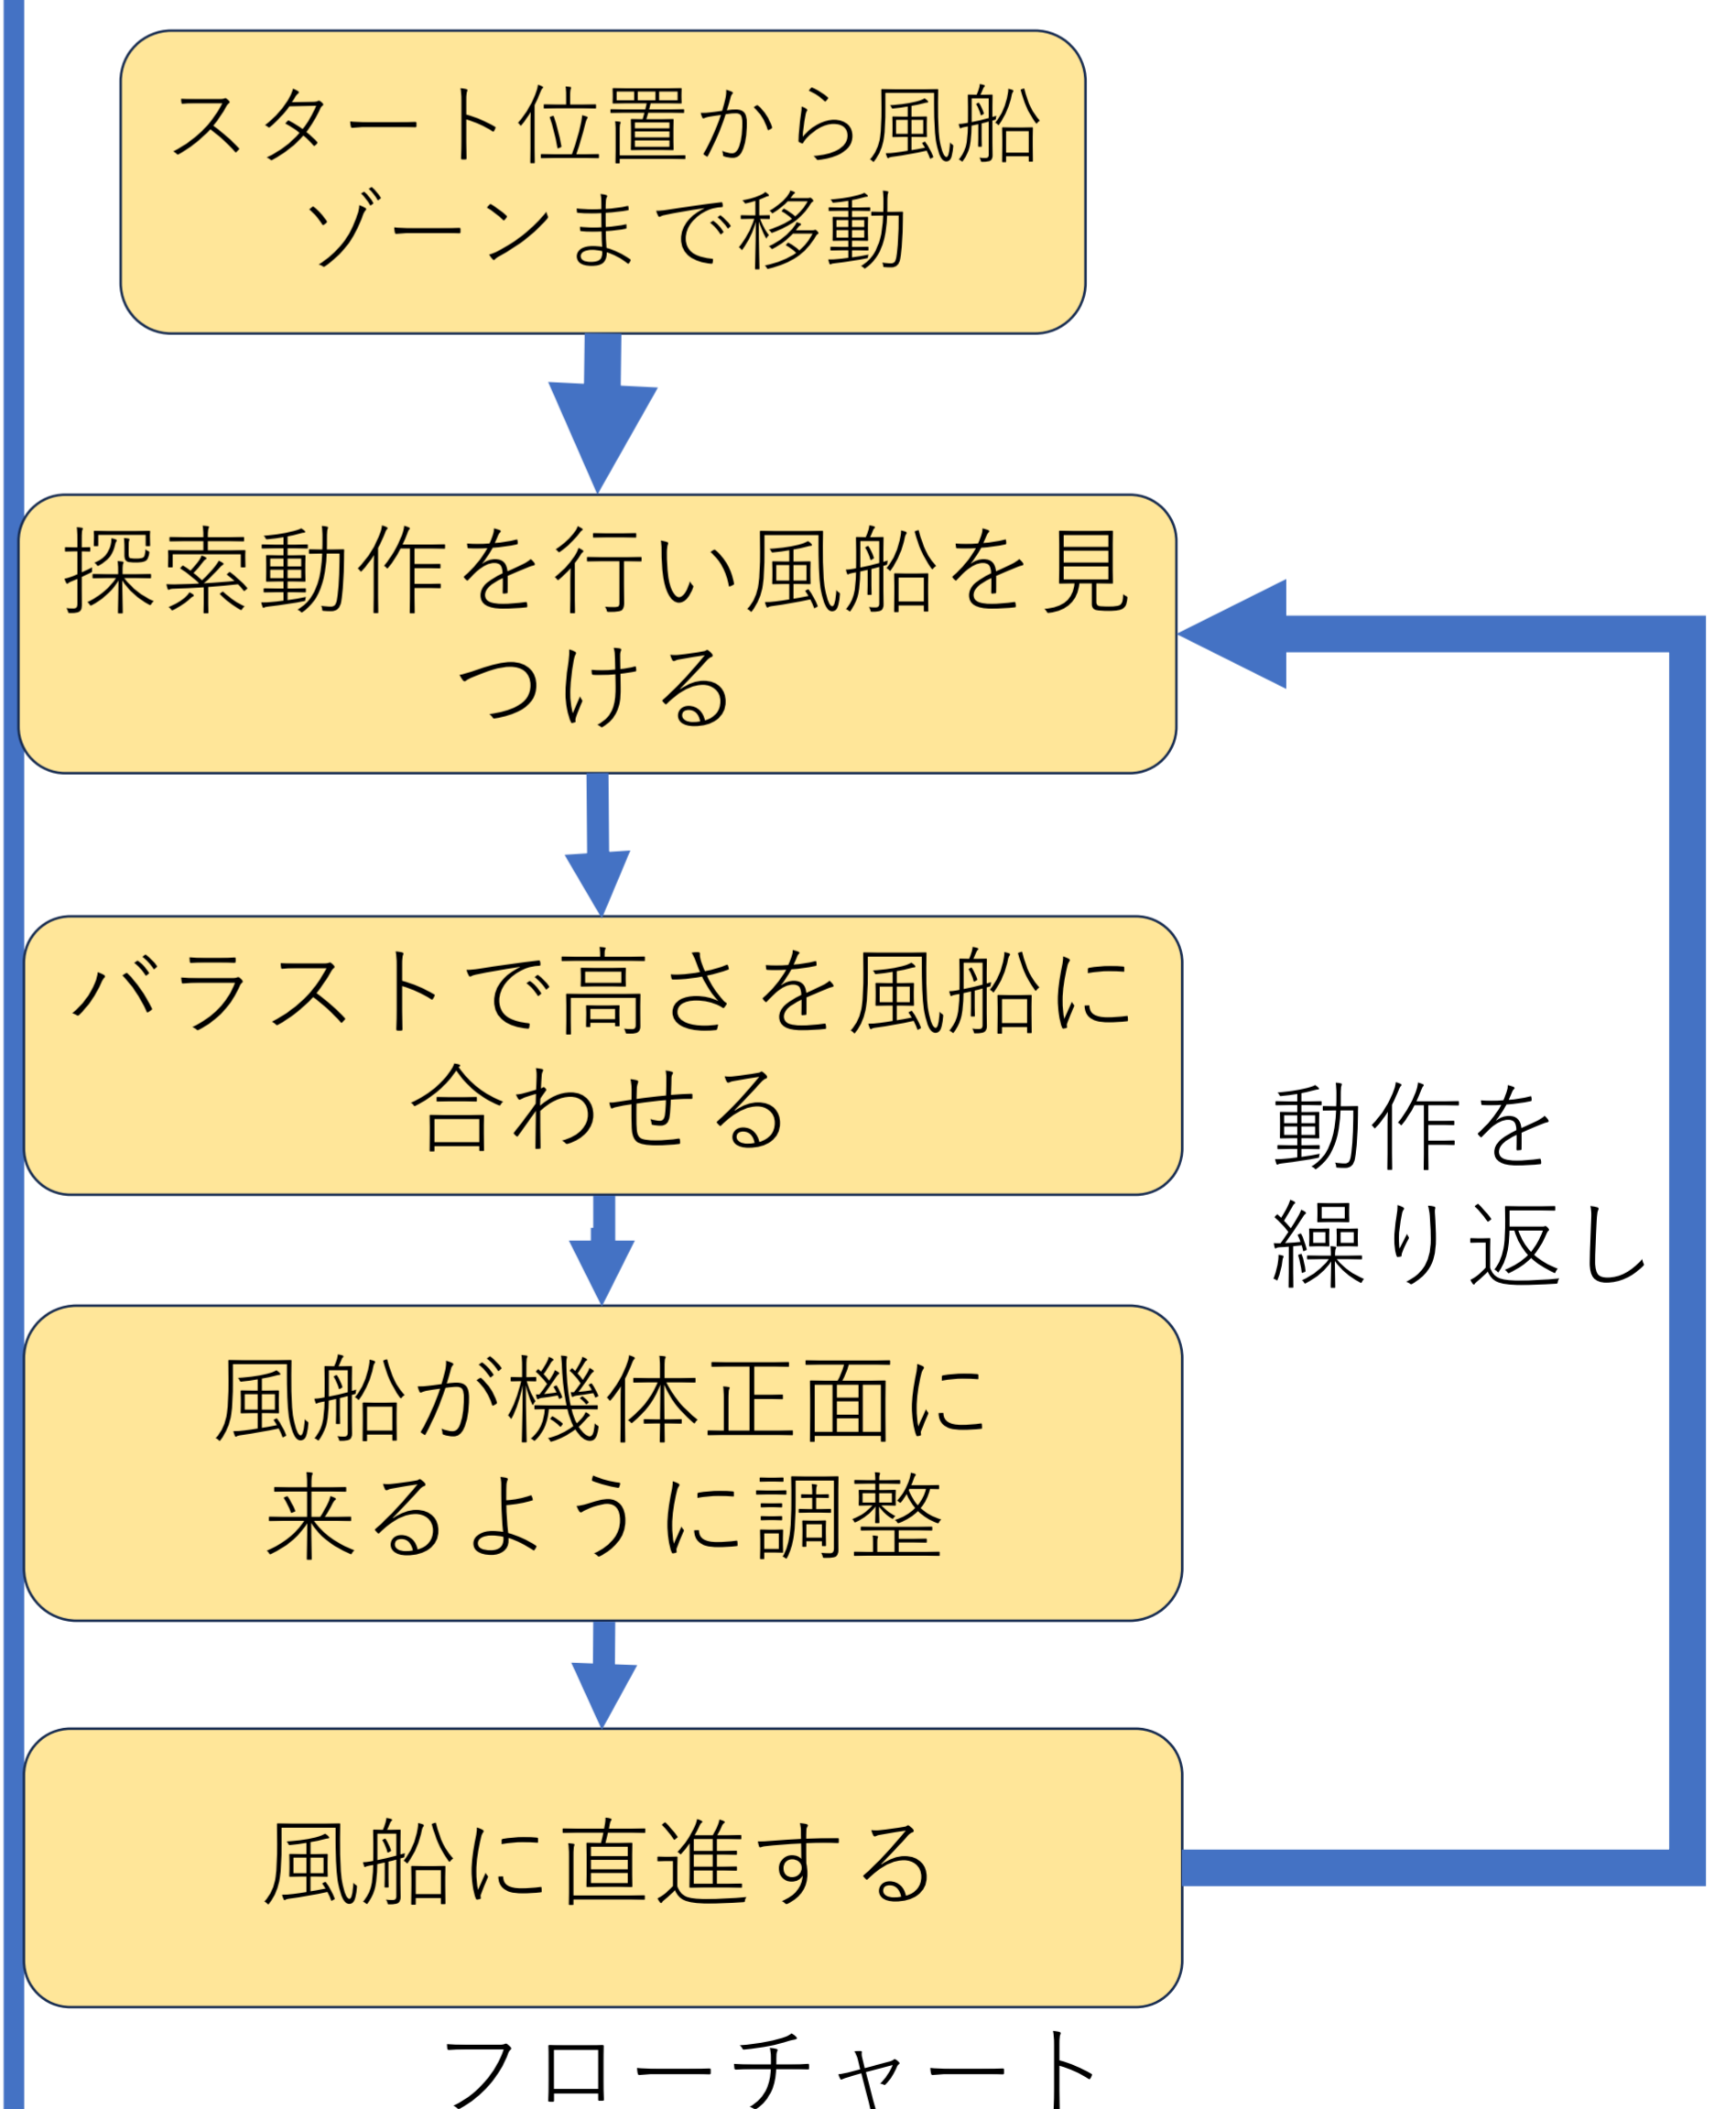 スタート位置から風船
ゾーンまで移動
探索動作を行い風船を見
つける
バラストで高さを風船に
合わせる
風船が機体正面に
来るように調整
動作を
繰り返し
風船に直進する
フローチャート